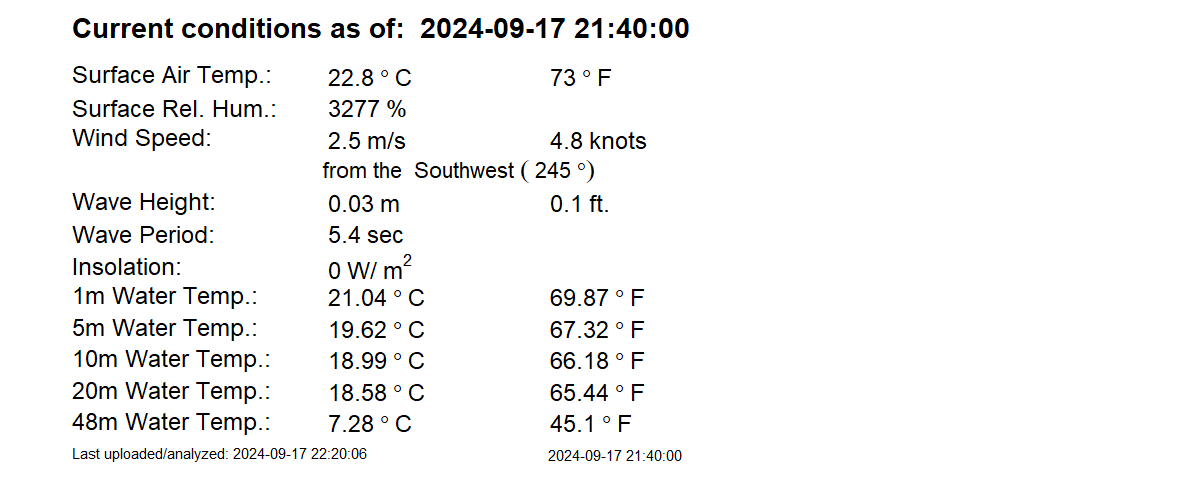 Current conditions as of:  2024-09-17 21:40:00
Surface Air Temp.: 22.8 ° C 73 ° F
Surface Rel. Hum.: 3277 %
Wind Speed: 2.5 m/s 4.8 knots
from the  Southwest ( 245 °)
Wave Height: 0.03 m 0.1 ft.
Wave Period: 5.4 sec
Insolation: 0 W/ m²
1m Water Temp.: 21.04 ° C 69.87 ° F
5m Water Temp.: 19.62 ° C 67.32 ° F
10m Water Temp.: 18.99 ° C 66.18 ° F
20m Water Temp.: 18.58 ° C 65.44 ° F
48m Water Temp.: 7.28 ° C 45.1 ° F
Last uploaded/analyzed: 2024-09-17 22:20:06 2024-09-17 21:40:00